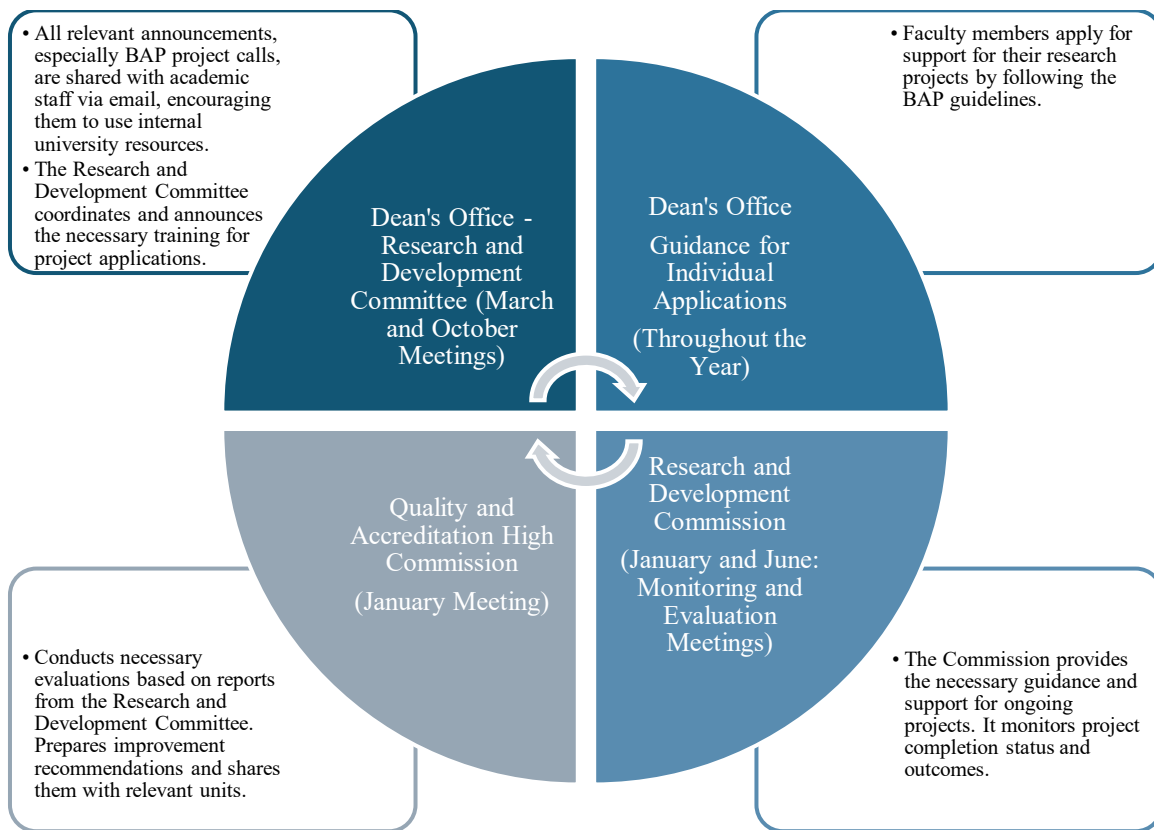 • All relevant announcements,
especially BAP project calls,
are shared with academic
staff via email, encouraging
them to use internal
university resources.
• The Research and
Development Committee
coordinates and announces
the necessary training for
project applications.
• Faculty members apply for
support for their research
projects by following the
BAP guidelines.
Dean's Office -
Research and
Development
Committee (March
and October
Meetings)
Dean's Office
Guidance for
Individual
Applications
(Throughout the
Year)
Quality and
Accreditation High
Commission
(January Meeting)
Research and
Development
Commission
(January and June:
Monitoring and
Evaluation
Meetings)
• Conducts necessary
evaluations based on reports
from the Research and
Development Committee.
Prepares improvement
recommendations and shares
them with relevant units.
• The Commission provides
the necessary guidance and
support for ongoing
projects. It monitors project
completion status and
outcomes.